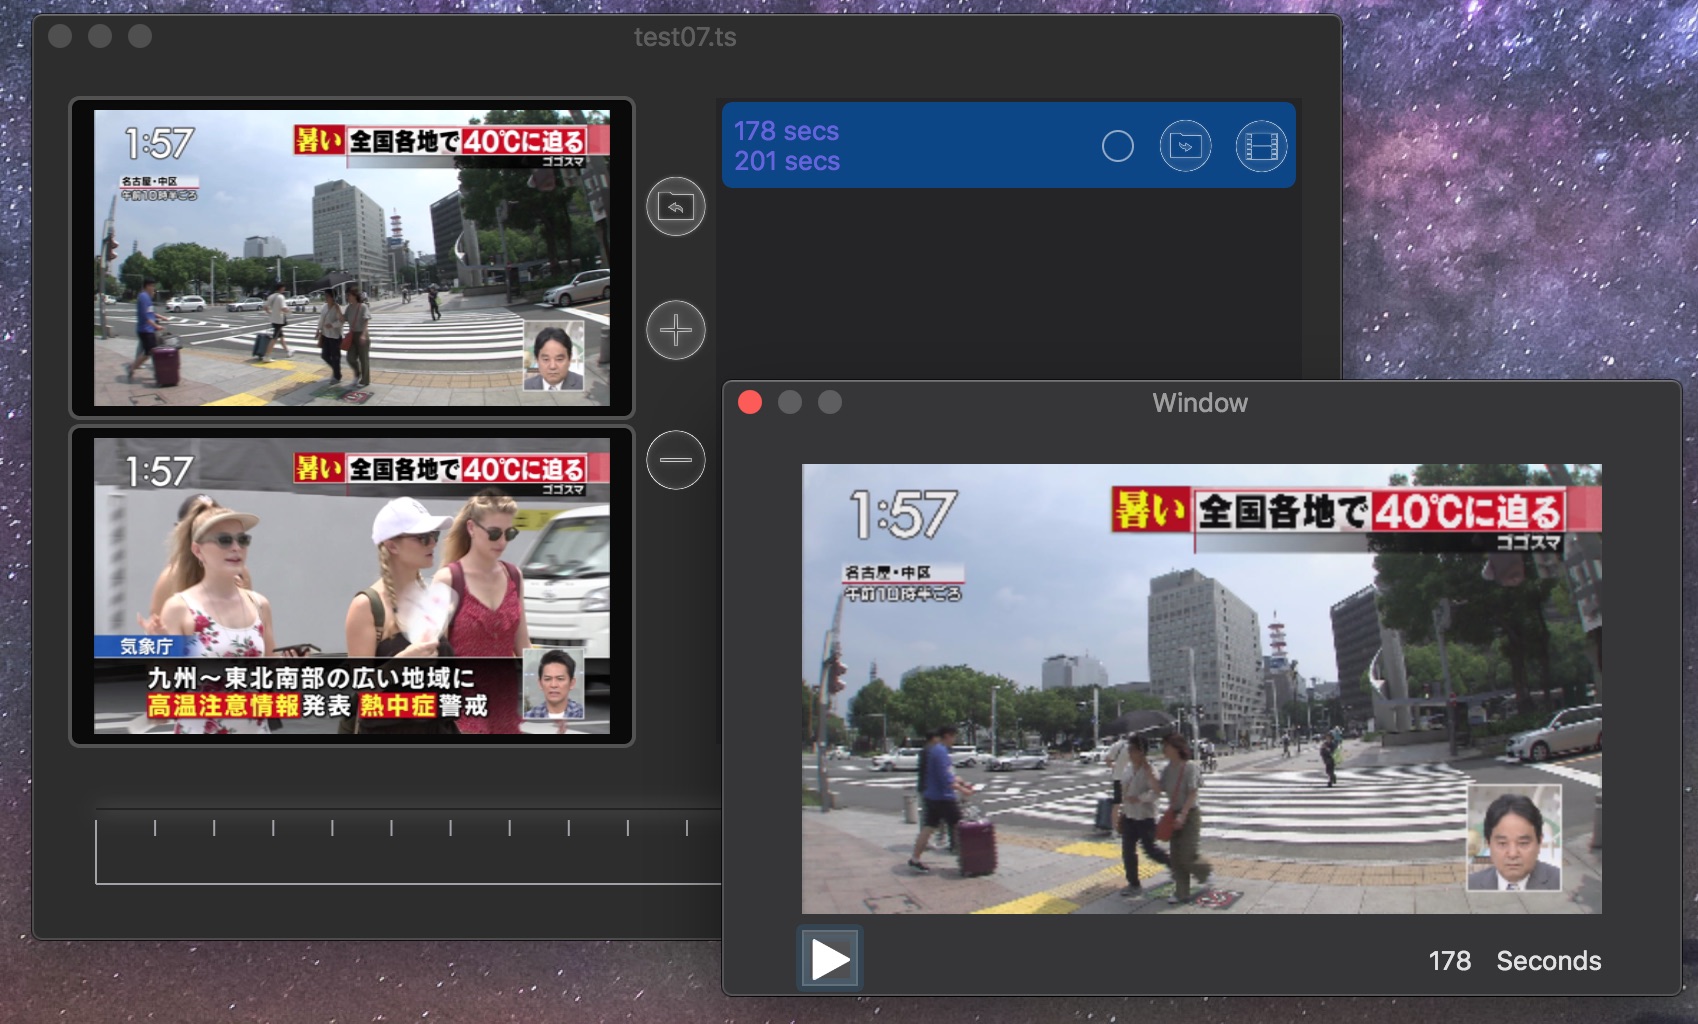 test07.ts
1:57
暑い 全国各地で 40℃に迫る
ゴゴスマ
名古屋・中区
午前10時半ごろ
178 secs
201 secs
1:57
暑い 全国各地で 40℃に迫る
ゴゴスマ
気象庁
九州～東北南部の広い地域に
高温注意情報発表 熱中症警戒
Window
1:57
暑い 全国各地で 40℃に迫る
ゴゴスマ
名古屋・中区
午前10時半ごろ
178 Seconds